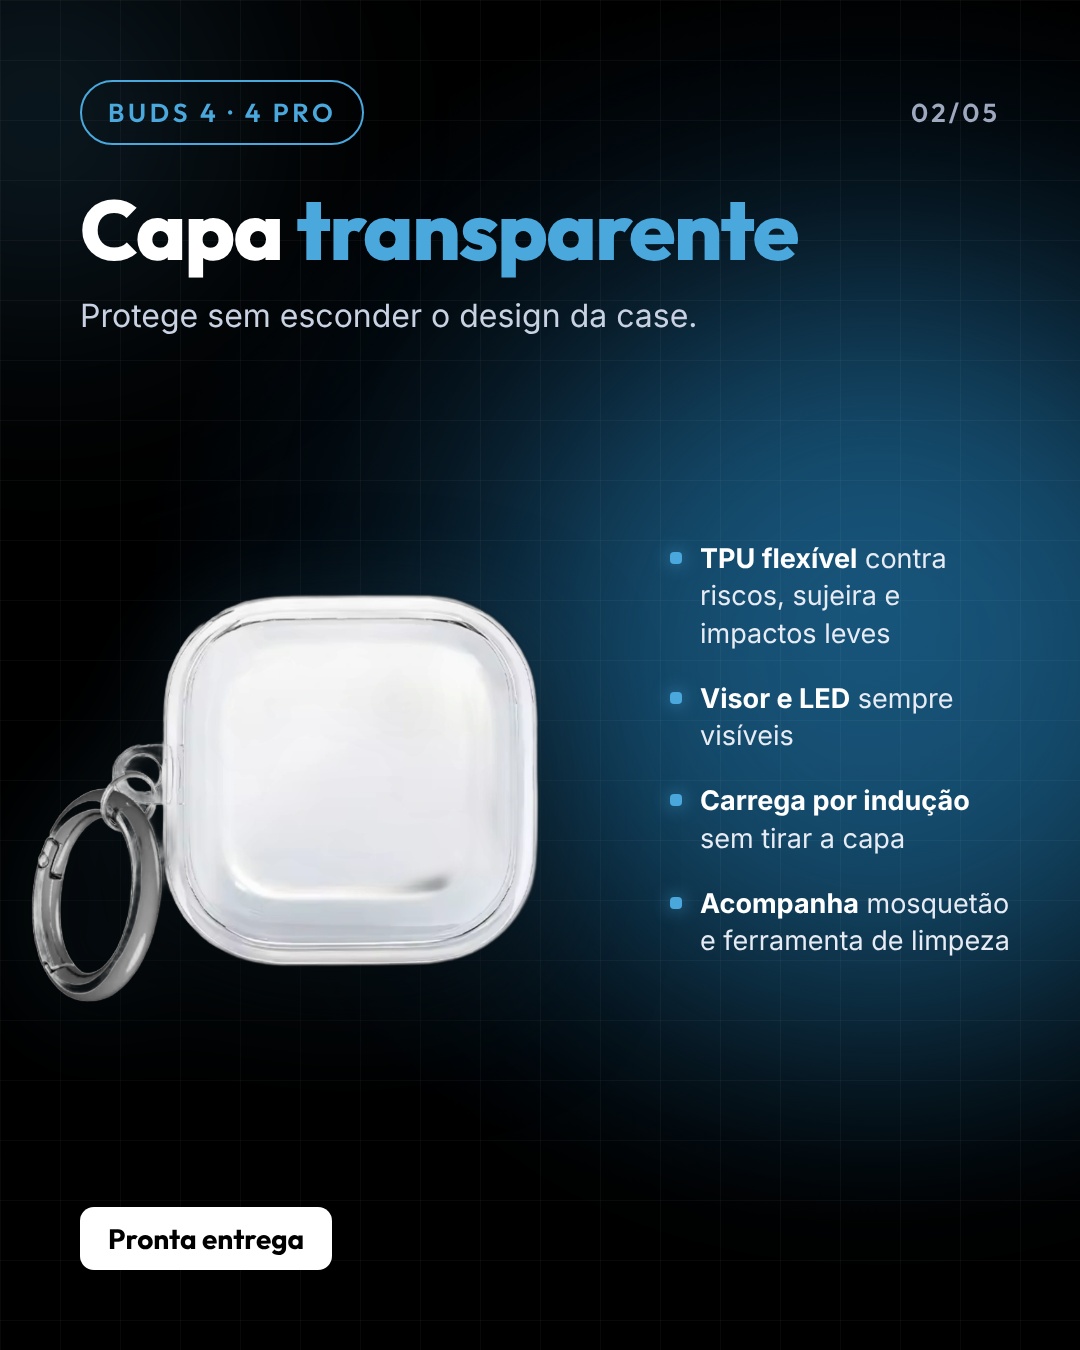 BUDS 4 · 4 PRO
02/05
Capa transparente
Protege sem esconder o design da case.
TPU flexível contra
riscos, sujeira e
impactos leves
Visor e LED sempre
visíveis
Carrega por indução
sem tirar a capa
Acompanha mosquetão
e ferramenta de limpeza
Pronta entrega